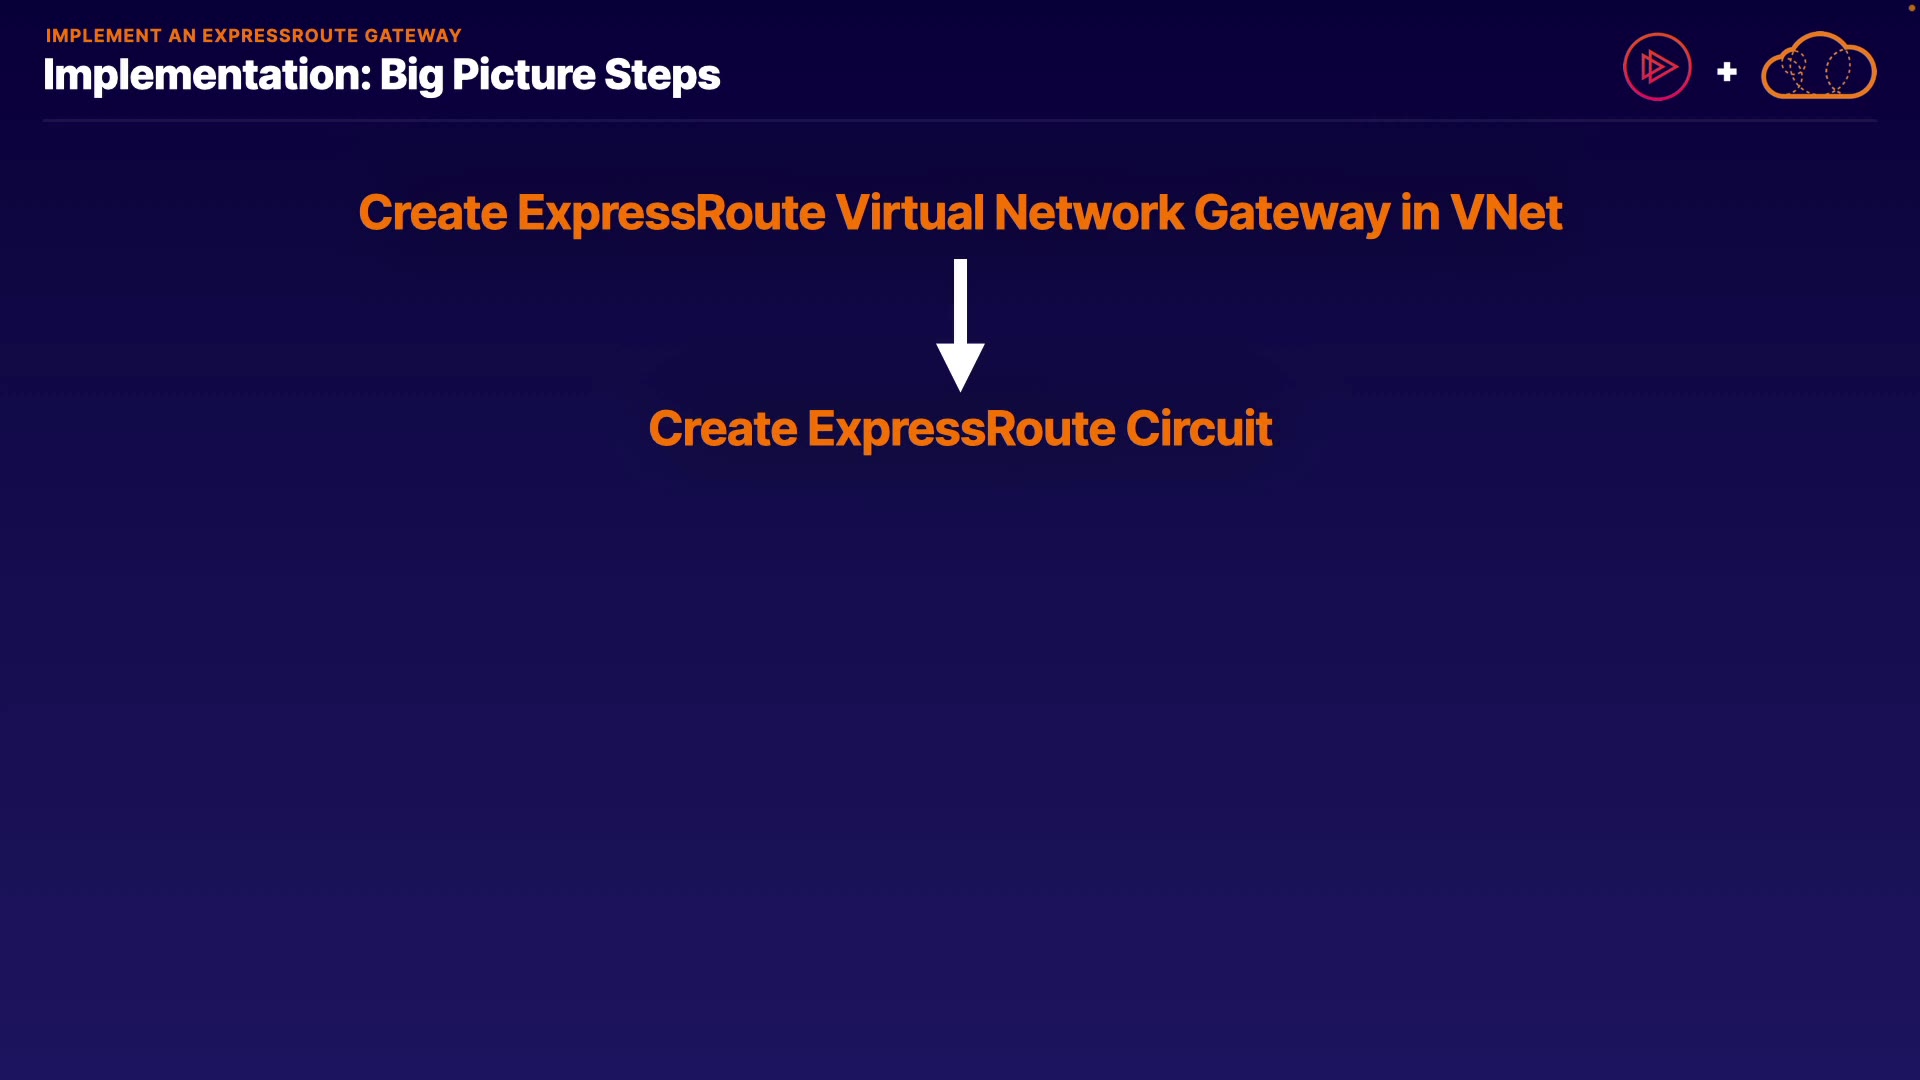 IMPLEMENT AN EXPRESSROUTE GATEWAY
Implementation: Big Picture Steps
+
Create ExpressRoute Virtual Network Gateway in VNet
Create ExpressRoute Circuit